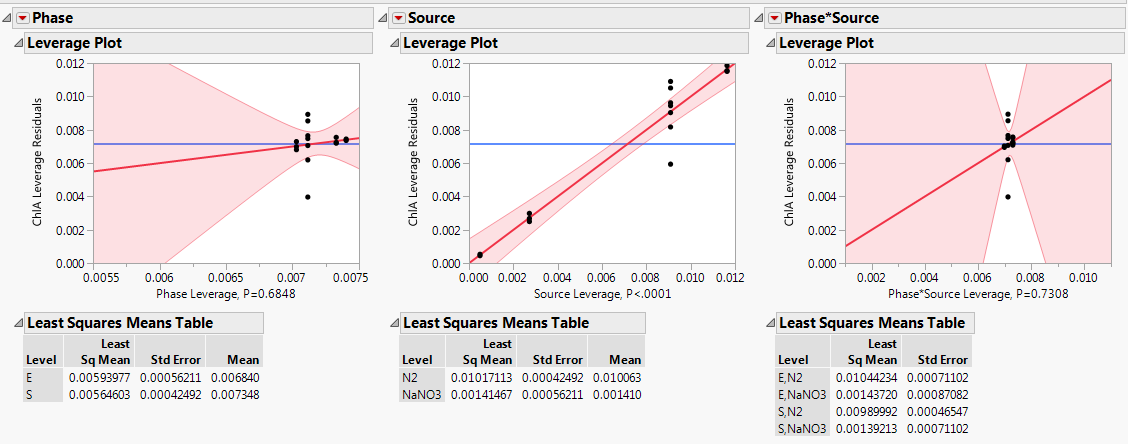 Phase
Source
Phase*Source
Leverage Plot
Leverage Plot
Leverage Plot
ChlA Leverage Residuals
0.012
0.010
0.008
0.006
0.004
0.002
0.000
0.0055 0.006 0.0065 0.007 0.0075
Phase Leverage, P=0.6848
ChlA Leverage Residuals
0.012
0.010
0.008
0.006
0.004
0.002
0.000
0.000 0.002 0.004 0.006 0.008 0.010 0.012
Source Leverage, P<.0001
ChlA Leverage Residuals
0.012
0.010
0.008
0.006
0.004
0.002
0.000
0.002 0.004 0.006 0.008 0.010
Phase*Source Leverage, P=0.7308
Least Squares Means Table
Least
Level Sq Mean Std Error Mean
E 0.00593977 0.00056211 0.006840
S 0.00564603 0.00042492 0.007348
Least Squares Means Table
Least
Level Sq Mean Std Error Mean
N2 0.01017113 0.00042492 0.010063
NaNO3 0.00141467 0.00056211 0.001410
Least Squares Means Table
Least
Level Sq Mean Std Error
E,N2 0.01044234 0.00071102
E,NaNO3 0.00143720 0.00087082
S,N2 0.00989992 0.00046547
S,NaNO3 0.00139213 0.00071102